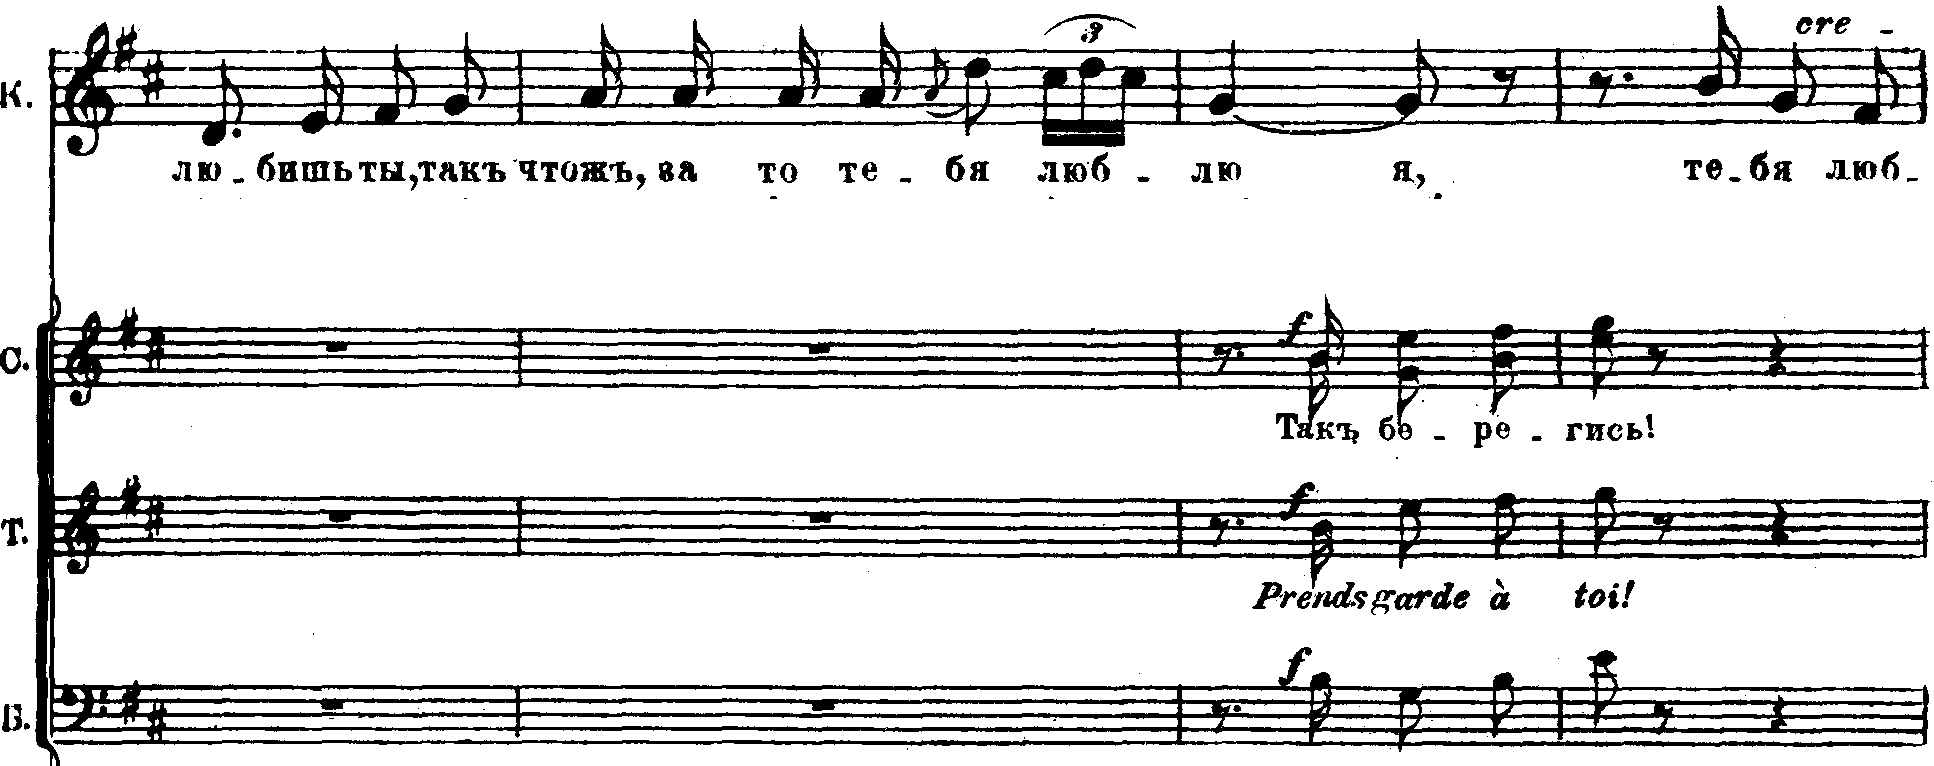 cre -
3
К.
лю - бишь ты, такъ чтожъ, за то те - бя люб - лю я, те - бя люб -
С.
f
Такъ бе - ре - гись!
Т.
f
Prends garde à toi!
f
Б.